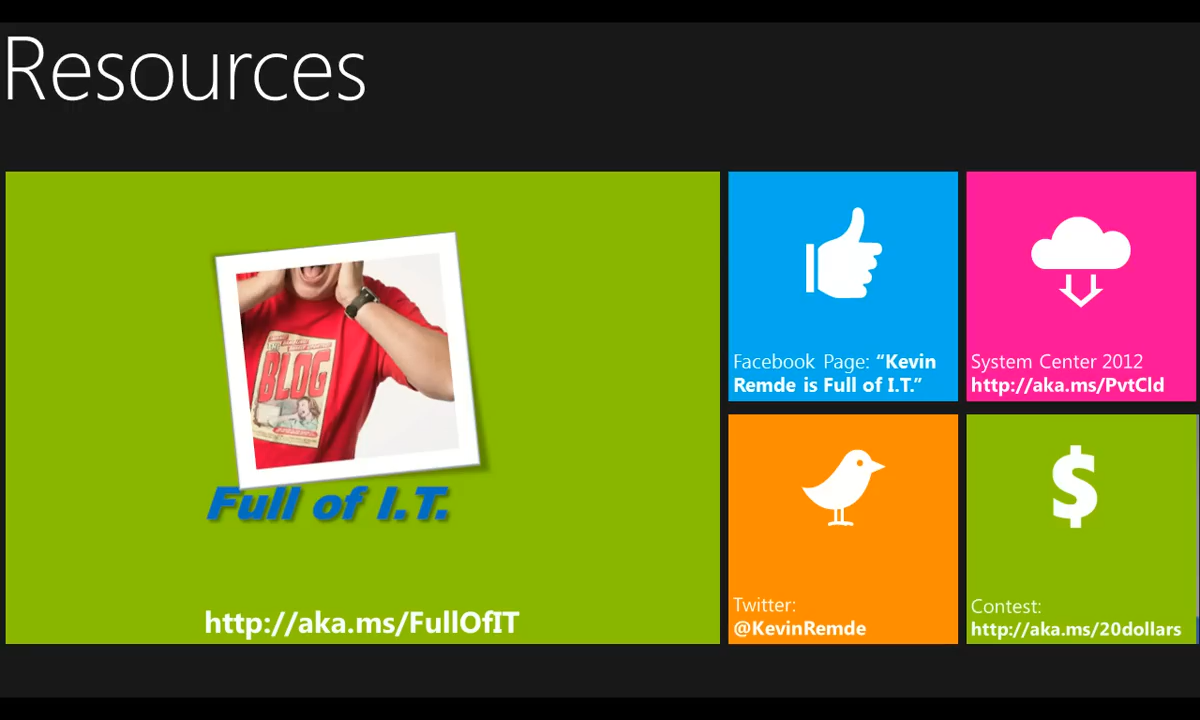 Resources
BLOG
Full of I.T.
http://aka.ms/FullOfIT
Facebook Page: “Kevin
Remde is Full of I.T.”
System Center 2012
http://aka.ms/PvtCld
Twitter:
@KevinRemde
$
Contest:
http://aka.ms/20dollars